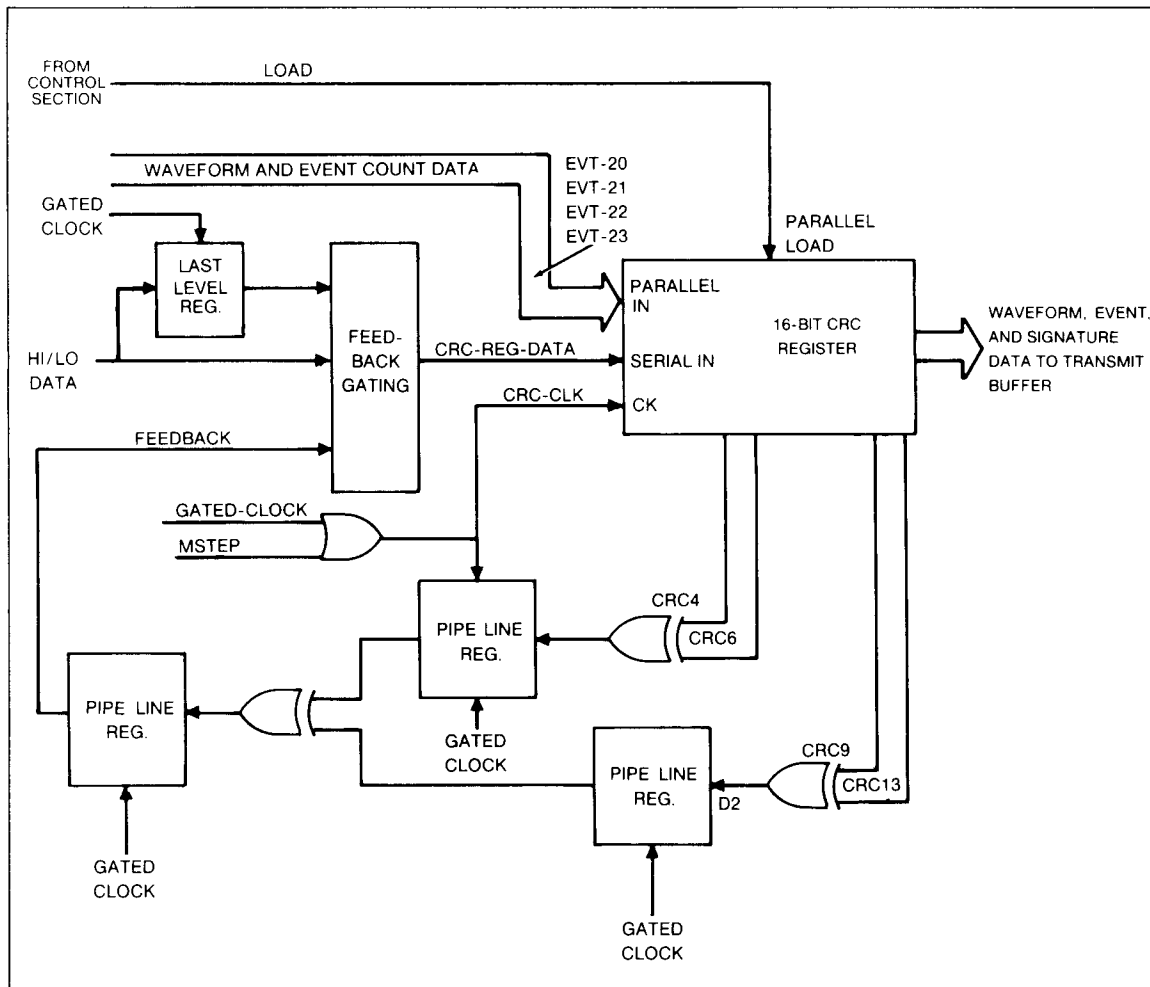 FROM
CONTROL
SECTION
LOAD
WAVEFORM AND EVENT COUNT DATA
EVT-20
EVT-21
EVT-22
EVT-23
GATED
CLOCK
PARALLEL
LOAD
LAST
LEVEL
REG.
FEED-
BACK
GATING
PARALLEL
IN
16-BIT CRC
REGISTER
WAVEFORM, EVENT,
AND SIGNATURE
DATA TO TRANSMIT
BUFFER
HI/LO
DATA
CRC-REG-DATA
SERIAL IN
CRC-CLK
CK
FEEDBACK
GATED-CLOCK
MSTEP
PIPE LINE
REG.
CRC4
CRC6
PIPE LINE
REG.
GATED
CLOCK
PIPE LINE
REG.
D2
CRC9
CRC13
GATED
CLOCK
GATED
CLOCK